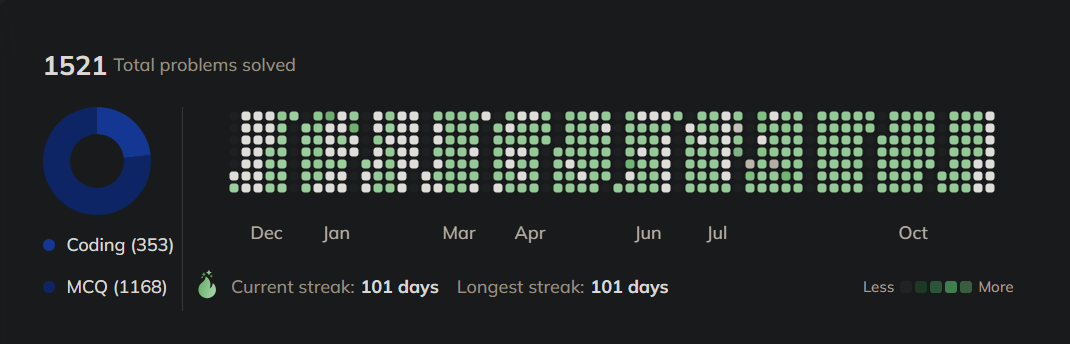 1521 Total problems solved
Dec Jan Mar Apr Jun Jul Oct
Coding (353)
MCQ (1168)
Current streak: 101 days Longest streak: 101 days
Less More